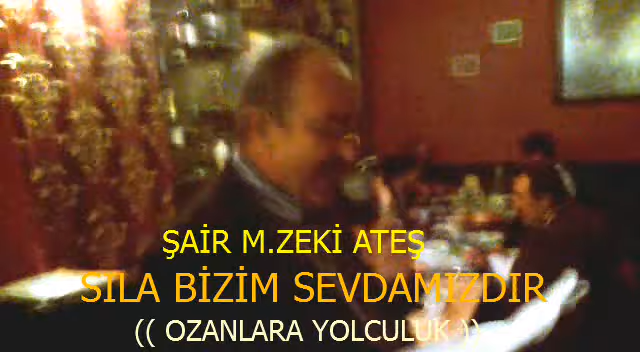 ŞAİR M.ZEKİ ATEŞ
SILA BİZİM SEVDAMIZDIR
(( OZANLARA YOLCULUK ))